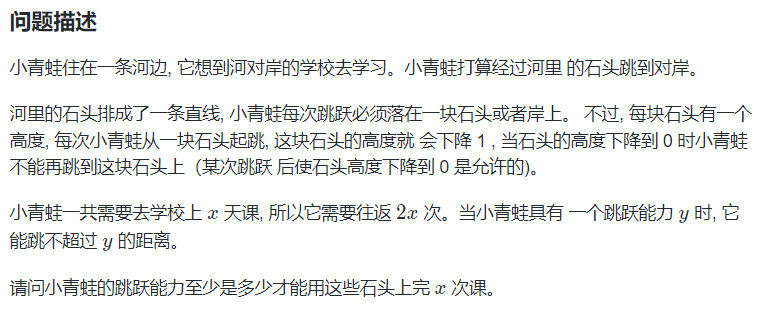 问题描述
小青蛙住在一条河边, 它想到河对岸的学校去学习。小青蛙打算经过河里 的石头跳到对岸。
河里的石头排成了一条直线, 小青蛙每次跳跃必须落在一块石头或者岸上。 不过, 每块石头有一个
高度, 每次小青蛙从一块石头起跳, 这块石头的高度就 会下降 1 , 当石头的高度下降到 0 时小青蛙
不能再跳到这块石头上（某次跳跃 后使石头高度下降到 0 是允许的)。
小青蛙一共需要去学校上 x 天课, 所以它需要往返 2x 次。当小青蛙具有 一个跳跃能力 y 时, 它
能跳不超过 y 的距离。
请问小青蛙的跳跃能力至少是多少才能用这些石头上完 x 次课。